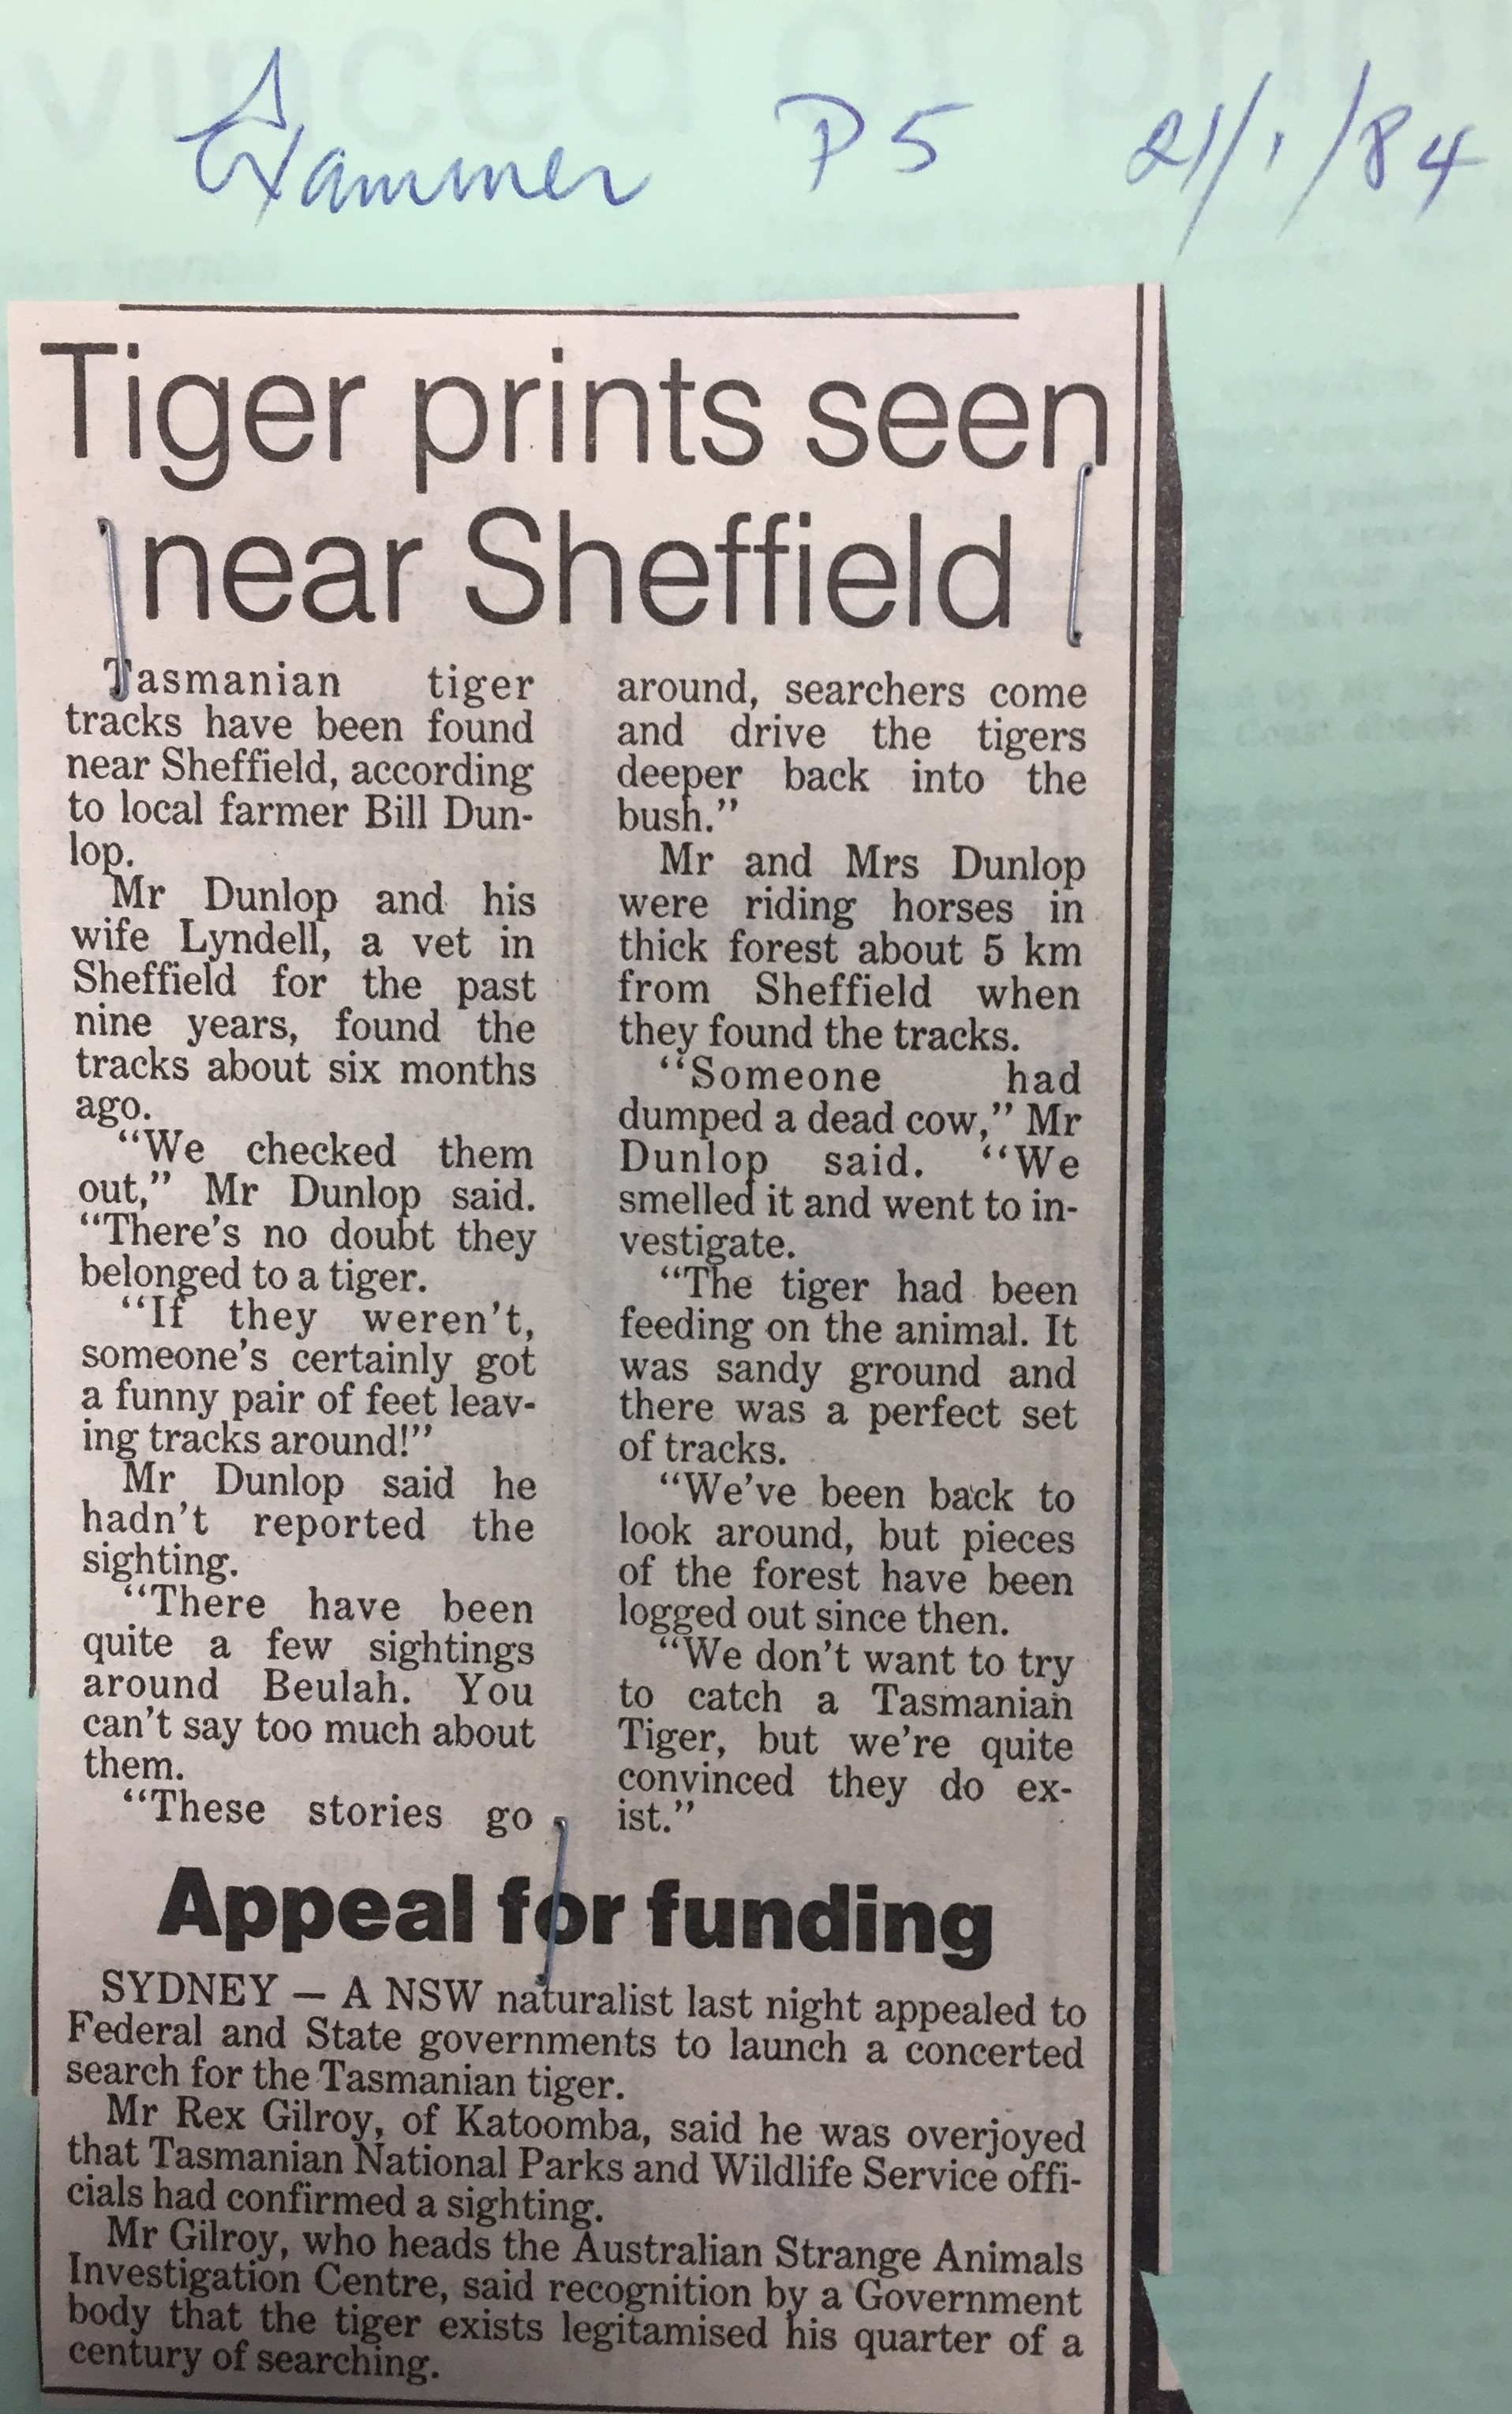 Examiner P5 21/1/84
Tiger prints seen
near Sheffield
Tasmanian tiger
tracks have been found
near Sheffield, according
to local farmer Bill Dun-
lop.
Mr Dunlop and his
wife Lyndell, a vet in
Sheffield for the past
nine years, found the
tracks about six months
ago.
“We checked them
out,” Mr Dunlop said.
“There’s no doubt they
belonged to a tiger.
“If they weren’t,
someone’s certainly got
a funny pair of feet leav-
ing tracks around!”
Mr Dunlop said he
hadn’t reported the
sighting.
“There have been
quite a few sightings
around Beulah. You
can’t say too much about
them.
“These stories go
around, searchers come
and drive the tigers
deeper back into the
bush.”
Mr and Mrs Dunlop
were riding horses in
thick forest about 5 km
from Sheffield when
they found the tracks.
“Someone had
dumped a dead cow,” Mr
Dunlop said. “We
smelled it and went to in-
vestigate.
“The tiger had been
feeding on the animal. It
was sandy ground and
there was a perfect set
of tracks.
“We’ve been back to
look around, but pieces
of the forest have been
logged out since then.
“We don’t want to try
to catch a Tasmanian
Tiger, but we’re quite
convinced they do ex-
ist.”
Appeal for funding
SYDNEY — A NSW naturalist last night appealed to
Federal and State governments to launch a concerted
search for the Tasmanian tiger.
Mr Rex Gilroy, of Katoomba, said he was overjoyed
that Tasmanian National Parks and Wildlife Service offi-
cials had confirmed a sighting.
Mr Gilroy, who heads the Australian Strange Animals
Investigation Centre, said recognition by a Government
body that the tiger exists legitamised his quarter of a
century of searching.